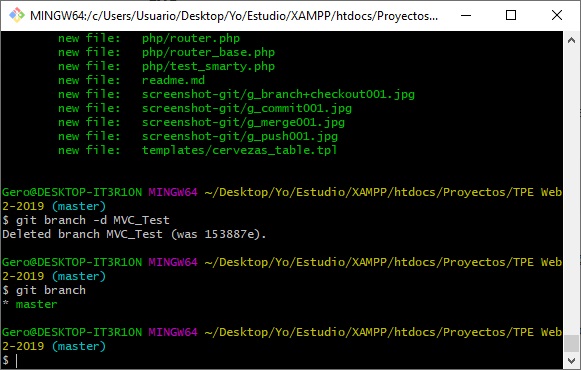 MINGW64:/c/Users/Usuario/Desktop/Yo/Estudio/XAMPP/htdocs/Proyectos...
new file:   php/router.php
new file:   php/router_base.php
new file:   php/test_smarty.php
new file:   readme.md
new file:   screenshot-git/g_branch+checkout001.jpg
new file:   screenshot-git/g_commit001.jpg
new file:   screenshot-git/g_merge001.jpg
new file:   screenshot-git/g_push001.jpg
new file:   templates/cervezas_table.tpl
Gero@DESKTOP-IT3R1ON MINGW64 ~/Desktop/Yo/Estudio/XAMPP/htdocs/Proyectos/TPE Web
2-2019 (master)
$ git branch -d MVC_Test
Deleted branch MVC_Test (was 153887e).
Gero@DESKTOP-IT3R1ON MINGW64 ~/Desktop/Yo/Estudio/XAMPP/htdocs/Proyectos/TPE Web
2-2019 (master)
$ git branch
* master
Gero@DESKTOP-IT3R1ON MINGW64 ~/Desktop/Yo/Estudio/XAMPP/htdocs/Proyectos/TPE Web
2-2019 (master)
$